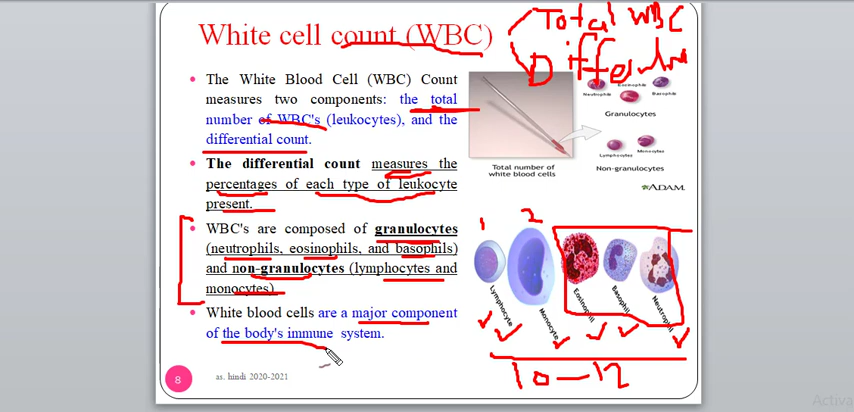 White cell count (WBC)
Total WBC
The White Blood Cell (WBC) Count
measures two components: the total
number of WBC's (leukocytes), and the
differential count.
The differential count measures the
percentages of each type of leukocyte
present.
WBC's are composed of granulocytes
(neutrophils, eosinophils, and basophils)
and non-granulocytes (lymphocytes and
monocytes).
White blood cells are a major component
of the body's immune system.
8
as. hindi 2020-2021
Neutrophils
Eosinophils
Basophils
Granulocytes
Lymphocytes
Monocytes
Non-granulocytes
Total number of
white blood cells
ADAM.
1
2
Lymphocyte
Monocyte
Eosinophil
Basophil
Neutrophil
10-12
Activa